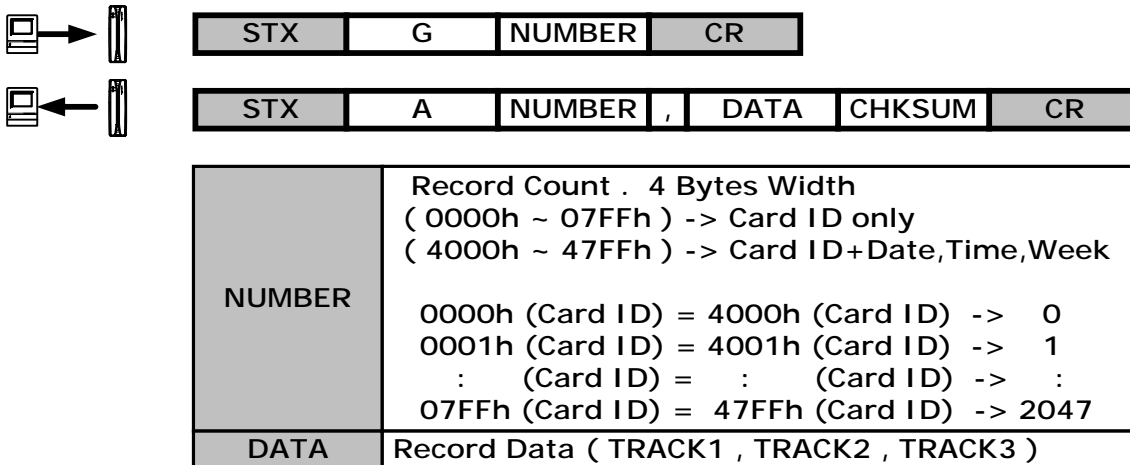 STX G NUMBER CR
STX A NUMBER , DATA CHKSUM CR
Record Count . 4 Bytes Width
( 0000h ~ 07FFh ) -> Card ID only
( 4000h ~ 47FFh ) -> Card ID+Date,Time,Week
NUMBER
0000h (Card ID) = 4000h (Card ID) -> 0
0001h (Card ID) = 4001h (Card ID) -> 1
: (Card ID) = : (Card ID) -> :
07FFh (Card ID) = 47FFh (Card ID) -> 2047
DATA Record Data ( TRACK1 , TRACK2 , TRACK3 )